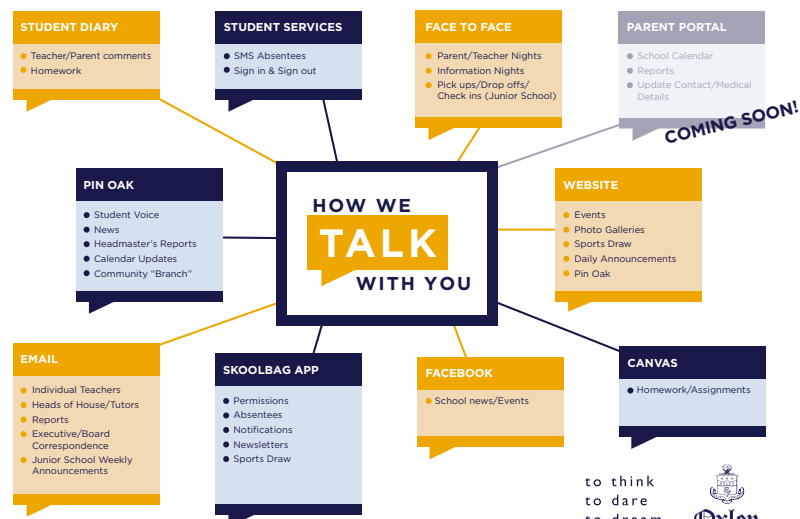 STUDENT DIARY
Teacher/Parent comments
Homework
STUDENT SERVICES
SMS Absentees
Sign in & Sign out
FACE TO FACE
Parent/Teacher Nights
Information Nights
Pick ups/Drop offs/
Check ins (Junior School)
PARENT PORTAL
School Calendar
Reports
Update Contact/Medical
Details
COMING SOON!
PIN OAK
Student Voice
News
Headmaster's Reports
Calendar Updates
Community “Branch”
HOW WE
TALK
WITH YOU
WEBSITE
Events
Photo Galleries
Sports Draw
Daily Announcements
Pin Oak
EMAIL
Individual Teachers
Heads of House/Tutors
Reports
Executive/Board
Correspondence
Junior School Weekly
Announcements
SKOOLBAG APP
Permissions
Absentees
Notifications
Newsletters
Sports Draw
FACEBOOK
School news/Events
CANVAS
Homework/Assignments
to think
to dare
to dream